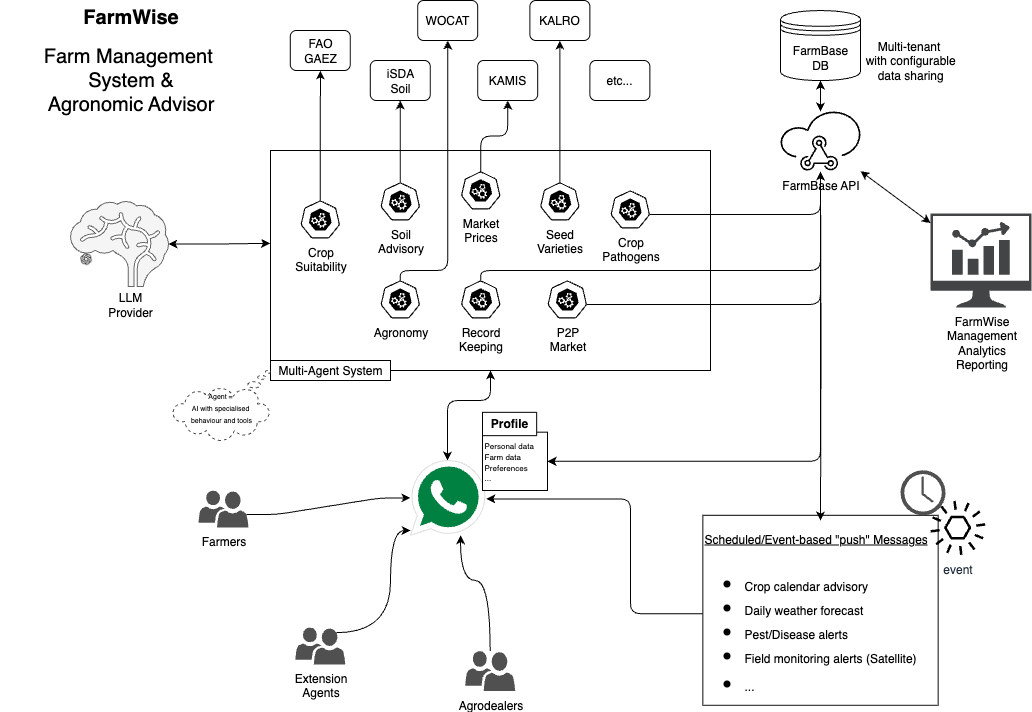 FarmWise
Farm Management
System &
Agronomic Advisor
FAO
GAEZ
iSDA
Soil
WOCAT
KAMIS
KALRO
etc...
FarmBase
DB
Multi-tenant
with configurable
data sharing
FarmBase API
LLM
Provider
Crop
Suitability
Soil
Advisory
Market
Prices
Seed
Varieties
Crop
Pathogens
Agronomy
Record
Keeping
P2P
Market
FarmWise
Management
Analytics
Reporting
Multi-Agent System
Agent =
AI with specialised
behaviour and tools
Profile
Personal data
Farm data
Preferences
...
Farmers
Extension
Agents
Agrodealers
Scheduled/Event-based "push" Messages
event
● Crop calendar advisory
● Daily weather forecast
● Pest/Disease alerts
● Field monitoring alerts (Satellite)
● ...